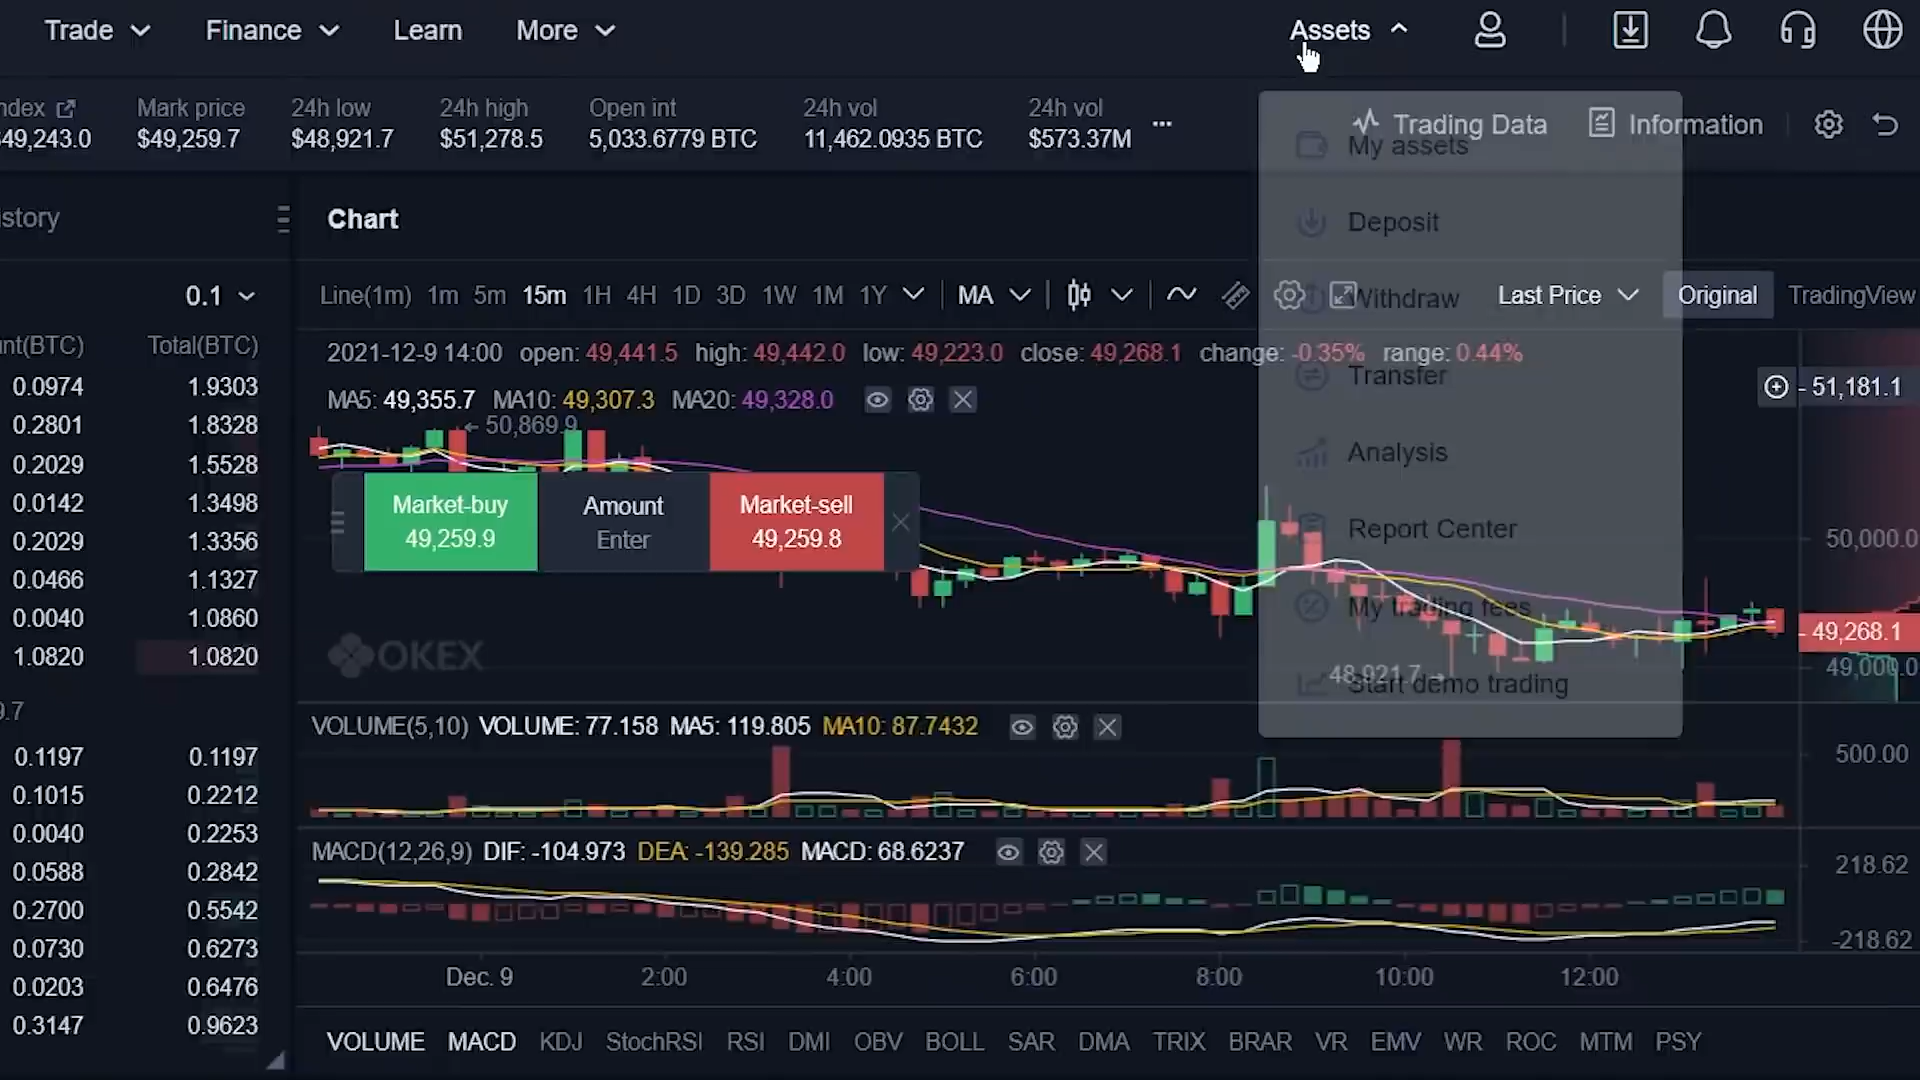 Trade Finance Learn More Assets
ndex Mark price 24h low 24h high Open int 24h vol 24h vol
$49,243.0 $49,259.7 $48,921.7 $51,278.5 5,033.6779 BTC 11,462.0935 BTC $573.37M ...
Trading Data Information
My assets
Deposit
Withdraw
Transfer
Analysis
Report Center
My trading fees
Start demo trading
istory
Chart
0.1
Line(1m) 1m 5m 15m 1H 4H 1D 3D 1W 1M 1Y MA Last Price Original TradingView
nt(BTC) Total(BTC)
0.0974 1.9303
0.2801 1.8328
0.2029 1.5528
0.0142 1.3498
0.2029 1.3356
0.0466 1.1327
0.0040 1.0860
1.0820 1.0820
9.7
0.1197 0.1197
0.1015 0.2212
0.0040 0.2253
0.0588 0.2842
0.2700 0.5542
0.0730 0.6273
0.0203 0.6476
0.3147 0.9623
2021-12-9 14:00 open: 49,441.5 high: 49,442.0 low: 49,223.0 close: 49,268.1 change: -0.35% range: 0.44%
MA5: 49,355.7 MA10: 49,307.3 MA20: 49,328.0
50,869.9
Market-buy
49,259.9
Amount
Enter
Market-sell
49,259.8
OKEX
48,921.7
51,181.1
50,000.0
49,268.1
49,000.0
VOLUME(5,10) VOLUME: 77.158 MA5: 119.805 MA10: 87.7432
500.00
MACD(12,26,9) DIF: -104.973 DEA: -139.285 MACD: 68.6237
218.62
-218.62
Dec. 9 2:00 4:00 6:00 8:00 10:00 12:00
VOLUME MACD KDJ StochRSI RSI DMI OBV BOLL SAR DMA TRIX BRAR VR EMV WR ROC MTM PSY